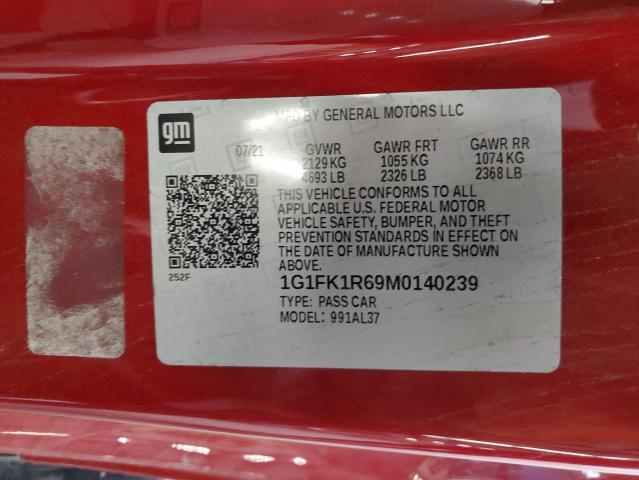 gm
MFD BY GENERAL MOTORS LLC
07/21 GVWR GAWR FRT GAWR RR
2129 KG 1055 KG 1074 KG
4693 LB 2326 LB 2368 LB
THIS VEHICLE CONFORMS TO ALL
APPLICABLE U.S. FEDERAL MOTOR
VEHICLE SAFETY, BUMPER, AND THEFT
PREVENTION STANDARDS IN EFFECT ON
THE DATE OF MANUFACTURE SHOWN
ABOVE.
252F
1G1FK1R69M0140239
TYPE: PASS CAR
MODEL: 991AL37